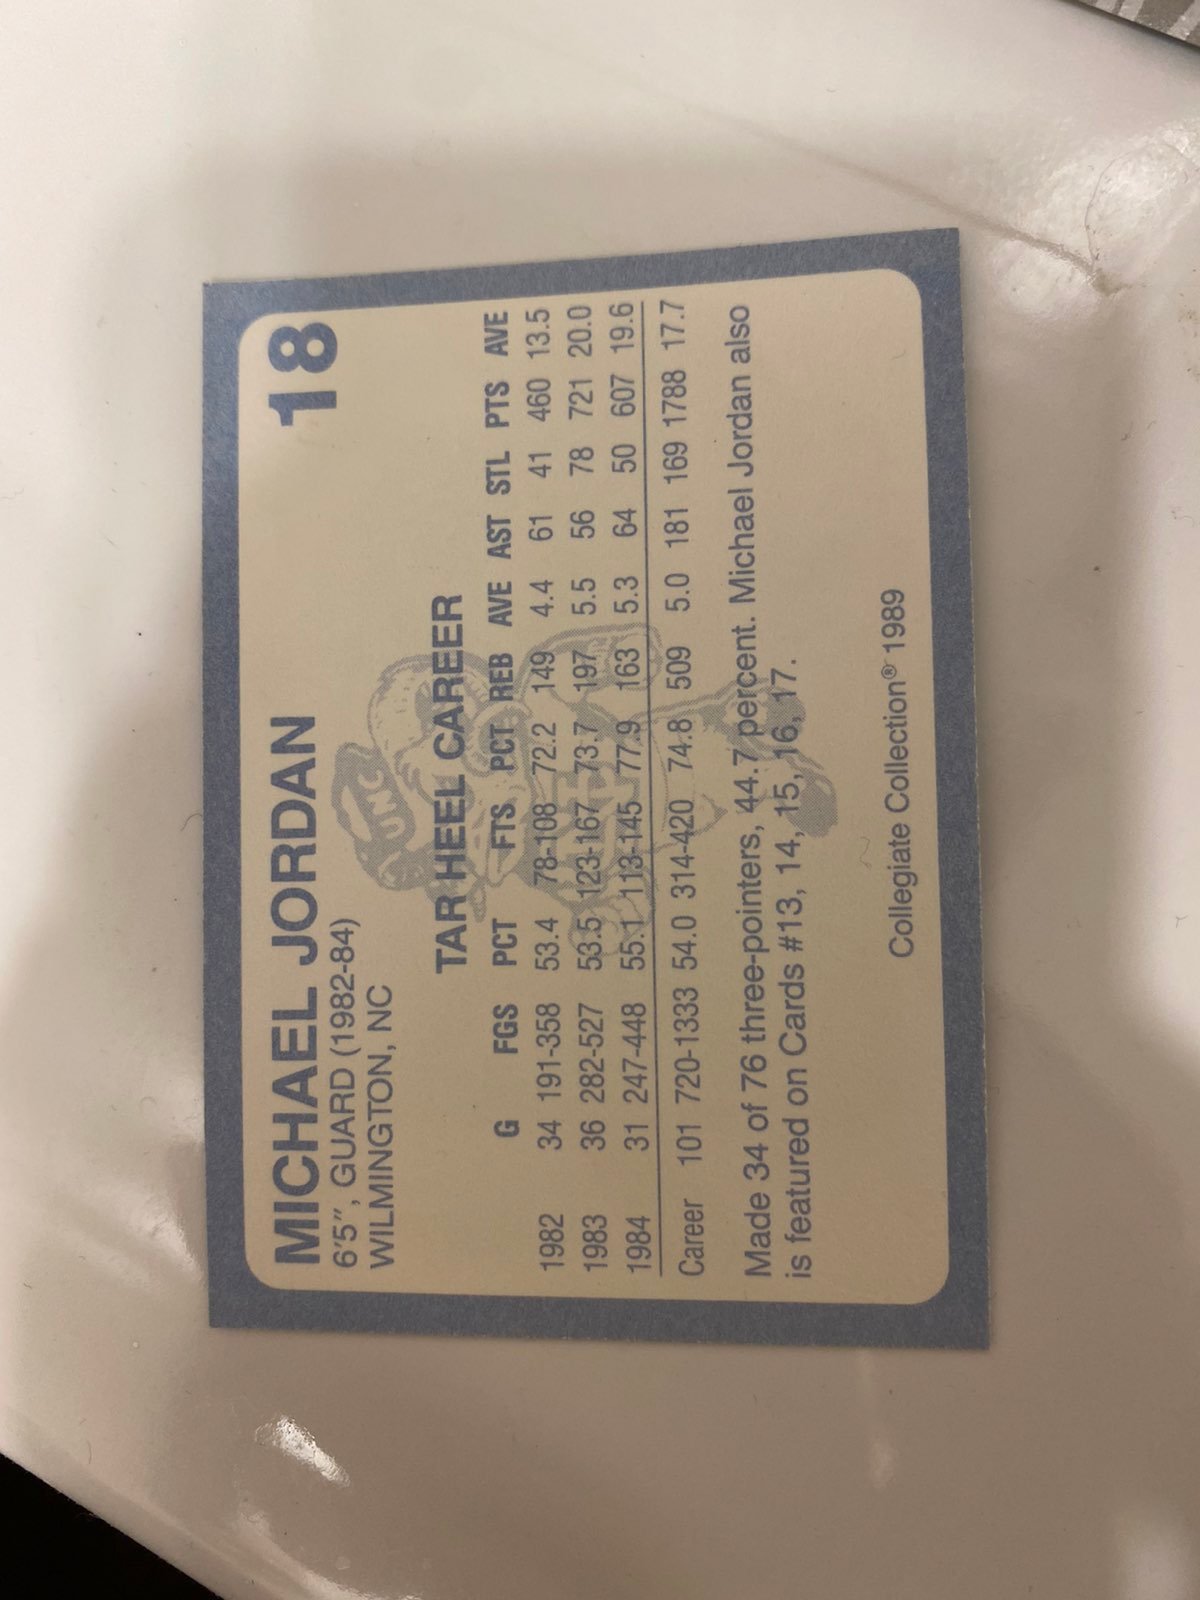 MICHAEL JORDAN 18
6'5", GUARD (1982-84)
WILMINGTON, NC
UNC
TAR HEEL CAREER
G FGS PCT FTS PCT REB AVE AST STL PTS AVE
1982 34 191-358 53.4 78-108 72.2 149 4.4 61 41 460 13.5
1983 36 282-527 53.5 123-167 73.7 197 5.5 56 78 721 20.0
1984 31 247-448 55.1 113-145 77.9 163 5.3 64 50 607 19.6
Career 101 720-1333 54.0 314-420 74.8 509 5.0 181 169 1788 17.7
Made 34 of 76 three-pointers, 44.7 percent. Michael Jordan also
is featured on Cards #13, 14, 15, 16, 17.
Collegiate Collection® 1989